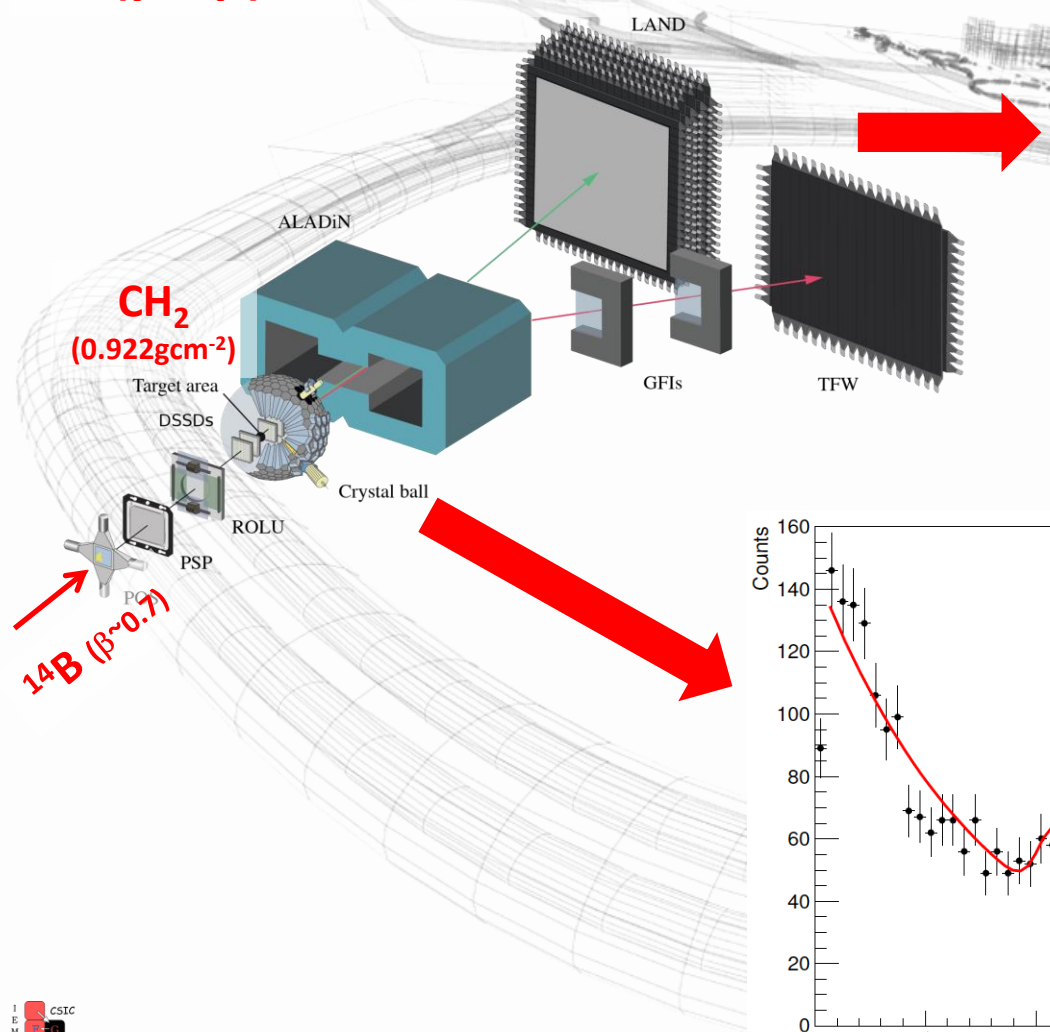 LAND
ALADiN
CH₂
(0.922gcm⁻²)
Target area
DSSDs
GFIs
TFW
Crystal ball
ROLU
PSP
POS
¹⁴B (β~0.7)
Counts
160
140
120
100
80
60
40
20
0
I
E
M
CSIC